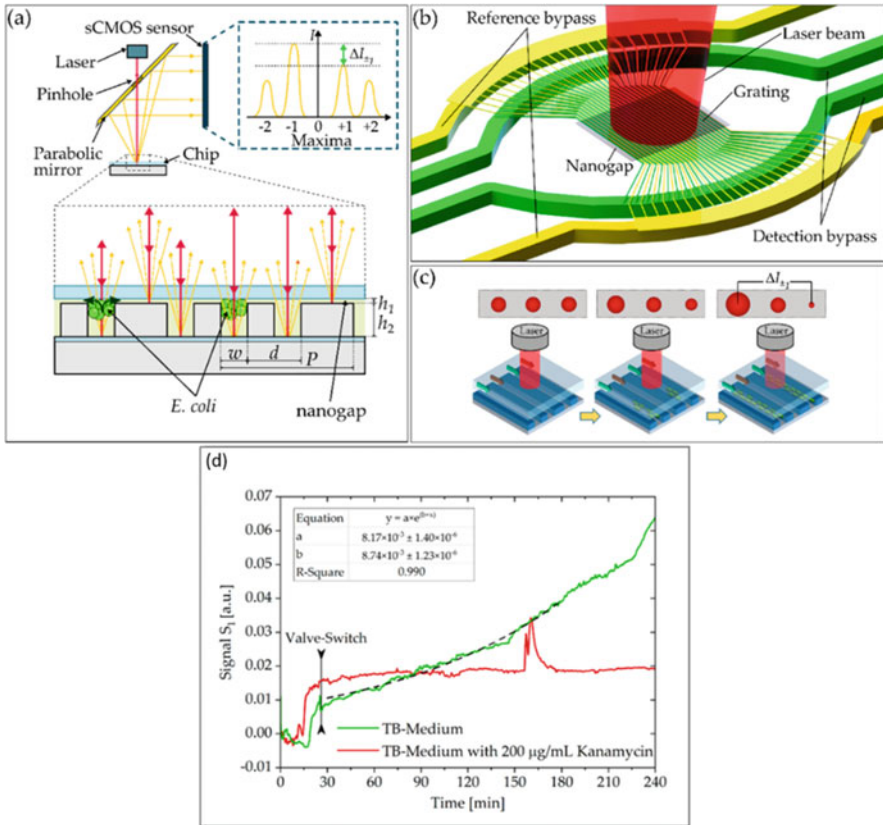 (a)
sCMOS sensor
Laser
Pinhole
Parabolic
mirror
Chip
I
ΔI±1
-2 -1 0 +1 +2
Maxima
h1
h2
w d P
E. coli
nanogap
(b)
Reference bypass
Laser beam
Grating
Nanogap
Detection bypass
(c)
ΔI±1
Laser Laser Laser
(d)
0.07
0.06
0.05
0.04
0.03
0.02
0.01
0.00
-0.01
Signal S1 [a.u.]
Equation y = a×e(b×x)
a 8.17×10-3 ± 1.40×10-6
b 8.74×10-3 ± 1.23×10-6
R-Square 0.990
Valve-Switch
TB-Medium
TB-Medium with 200 µg/mL Kanamycin
0 30 60 90 120 150 180 210 240
Time [min]